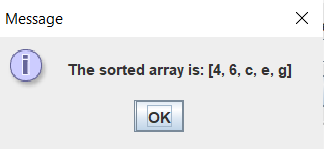 Message
The sorted array is: [4, 6, c, e, g]
OK